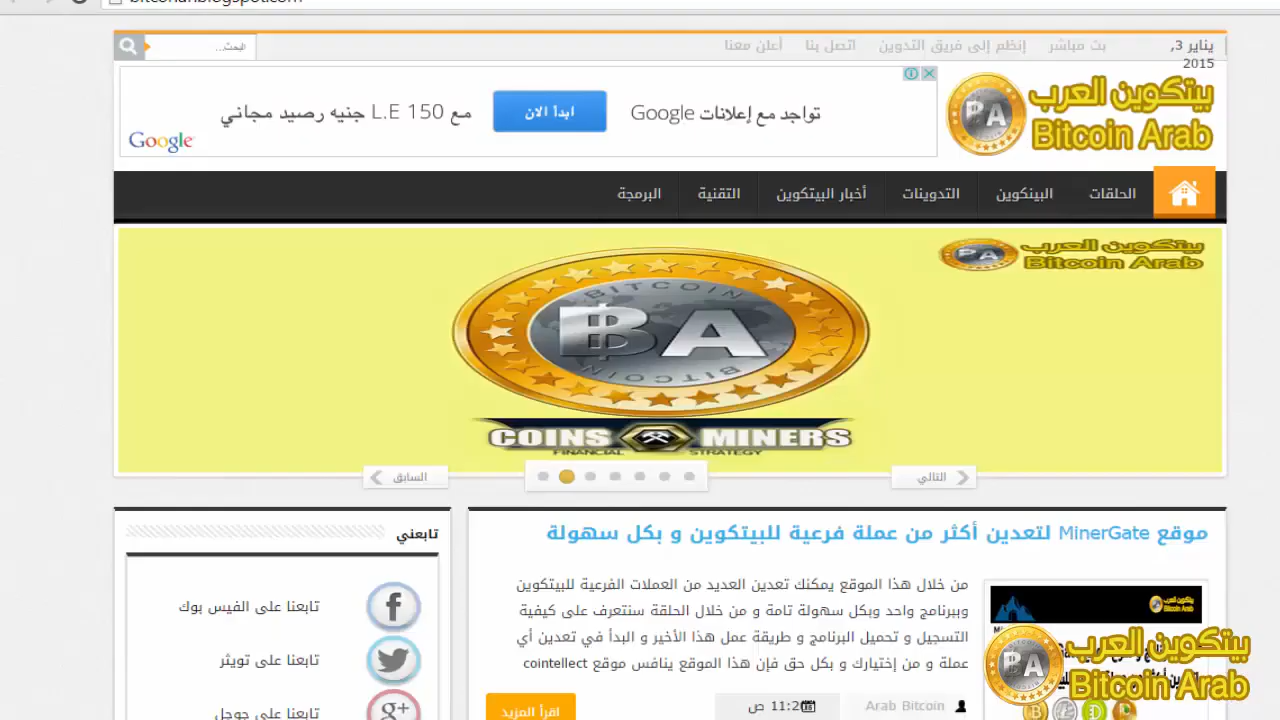 البحث...
بث مباشر
إنظم إلى فريق التدوين
اتصل بنا
أعلن معنا
يناير 3, 2015
تواجد مع إعلانات Google
ابدأ الان
مع 150 L.E جنيه رصيد مجاني
Google
بيتكوين العرب
Bitcoin Arab
الحلقات
البيتكوين
التدوينات
أخبار البيتكوين
التقنية
البرمجة
بيتكوين العرب
Bitcoin Arab
BITCOIN
BA
BITCOIN
COINS MINERS
FINANCIAL STRATEGY
السابق
التالي
موقع MinerGate لتعدين أكثر من عملة فرعية للبيتكوين و بكل سهولة
من خلال هذا الموقع يمكنك تعدين العديد من العملات الفرعية للبيتكوين
وببرنامج واحد وبكل سهولة تامة و من خلال الحلقة سنتعرف على كيفية
التسجيل و تحميل البرنامج و طريقة عمل هذا الأخير و البدأ في تعدين أي
عملة و من إختيارك و بكل حق فإن هذا الموقع ينافس موقع cointellect
Arab Bitcoin
ص
اقرأ المزيد
تابعني
تابعنا على الفيس بوك
تابعنا على تويثر
تابعنا على جوجل
بيتكوين العرب
Bitcoin Arab